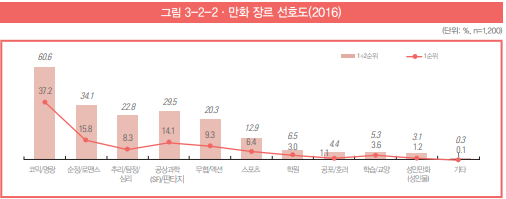 그림 3-2-2 · 만화 장르 선호도(2016)
(단위: %, n=1,200)
1+2순위 1순위
60.6 34.1 22.8 29.5 20.3 12.9 6.5 4.4 5.3 3.1 0.3
37.2 15.8 8.3 14.1 9.3 6.4 3.0 1.1 3.6 1.2 0.1
코믹/명랑 순정/로맨스 추리/탐정/ 공상과학 무협/액션 스포츠 학원 공포/호러 학습/교양 성인만화 기타
심리 (SF)/판타지 (성인물)